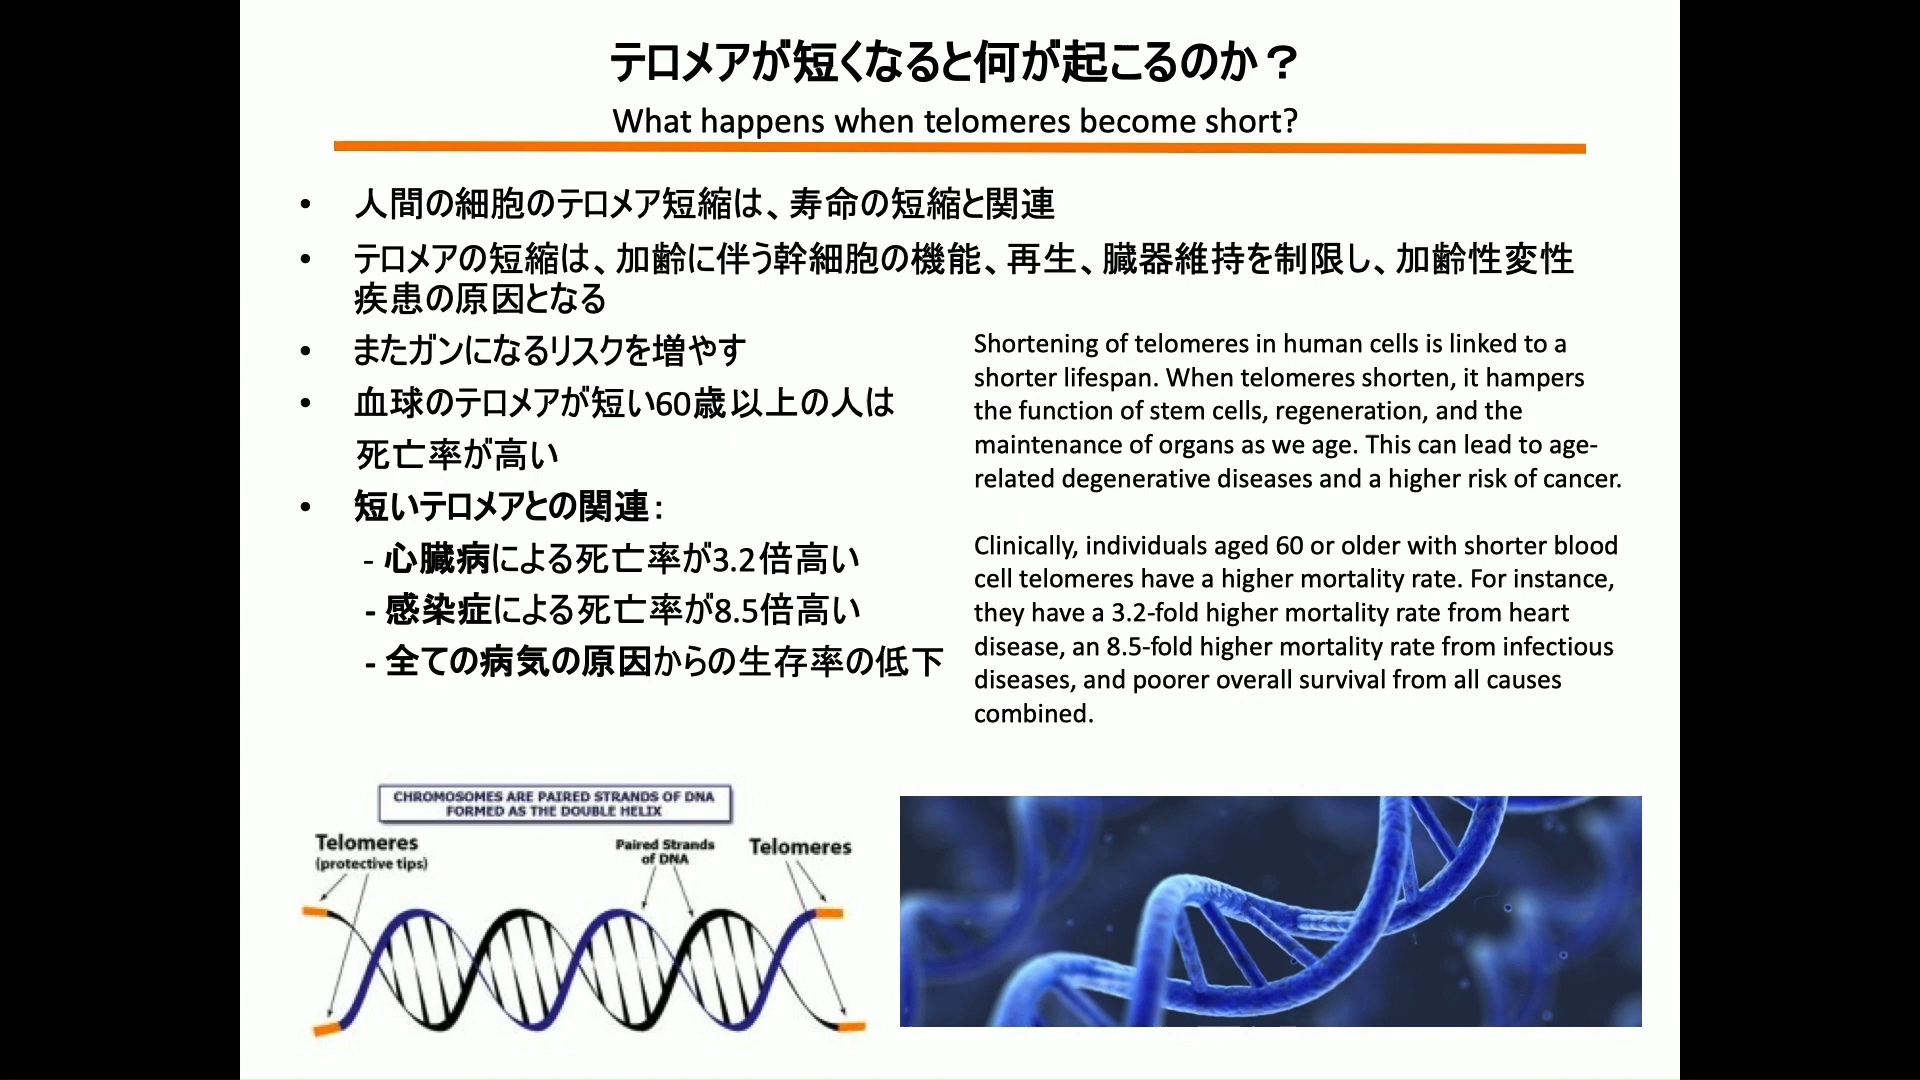 テロメアが短くなると何が起こるのか？
What happens when telomeres become short?
• 人間の細胞のテロメア短縮は、寿命の短縮と関連
• テロメアの短縮は、加齢に伴う幹細胞の機能、再生、臓器維持を制限し、加齢性変性
疾患の原因となる
• またガンになるリスクを増やす
• 血球のテロメアが短い60歳以上の人は
死亡率が高い
• 短いテロメアとの関連：
- 心臓病による死亡率が3.2倍高い
- 感染症による死亡率が8.5倍高い
- 全ての病気の原因からの生存率の低下
Shortening of telomeres in human cells is linked to a
shorter lifespan. When telomeres shorten, it hampers
the function of stem cells, regeneration, and the
maintenance of organs as we age. This can lead to age-
related degenerative diseases and a higher risk of cancer.
Clinically, individuals aged 60 or older with shorter blood
cell telomeres have a higher mortality rate. For instance,
they have a 3.2-fold higher mortality rate from heart
disease, an 8.5-fold higher mortality rate from infectious
diseases, and poorer overall survival from all causes
combined.
CHROMOSOMES ARE PAIRED STRANDS OF DNA
FORMED AS THE DOUBLE HELIX
Telomeres
(protective tips)
Paired Strands
of DNA
Telomeres